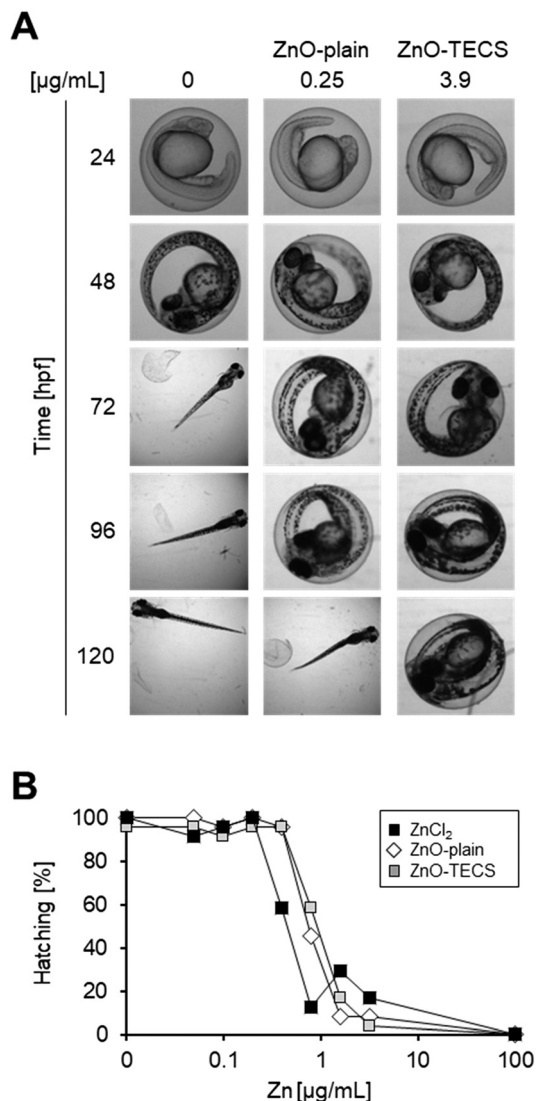 A
ZnO-plain ZnO-TECS
[µg/mL] 0 0.25 3.9
24
48
72
96
120
Time [hpf]
B
100
80
60
40
20
0
Hatching [%]
ZnCl₂
ZnO-plain
ZnO-TECS
0 0.1 1 10 100
Zn [µg/mL]